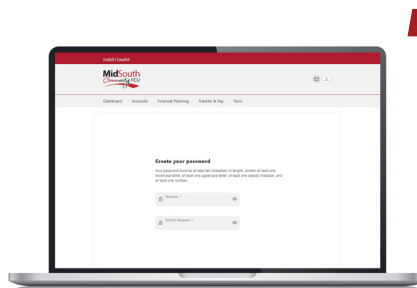 English | Español
MidSouth
Community FCU
Dashboard Accounts Financial Planning Transfer & Pay More
Create your password
Your password must be at least ten characters in length, contain at least one
lowercase letter, at least one uppercase letter, at least one special character, and
at least one number.
Password *
Confirm Password *